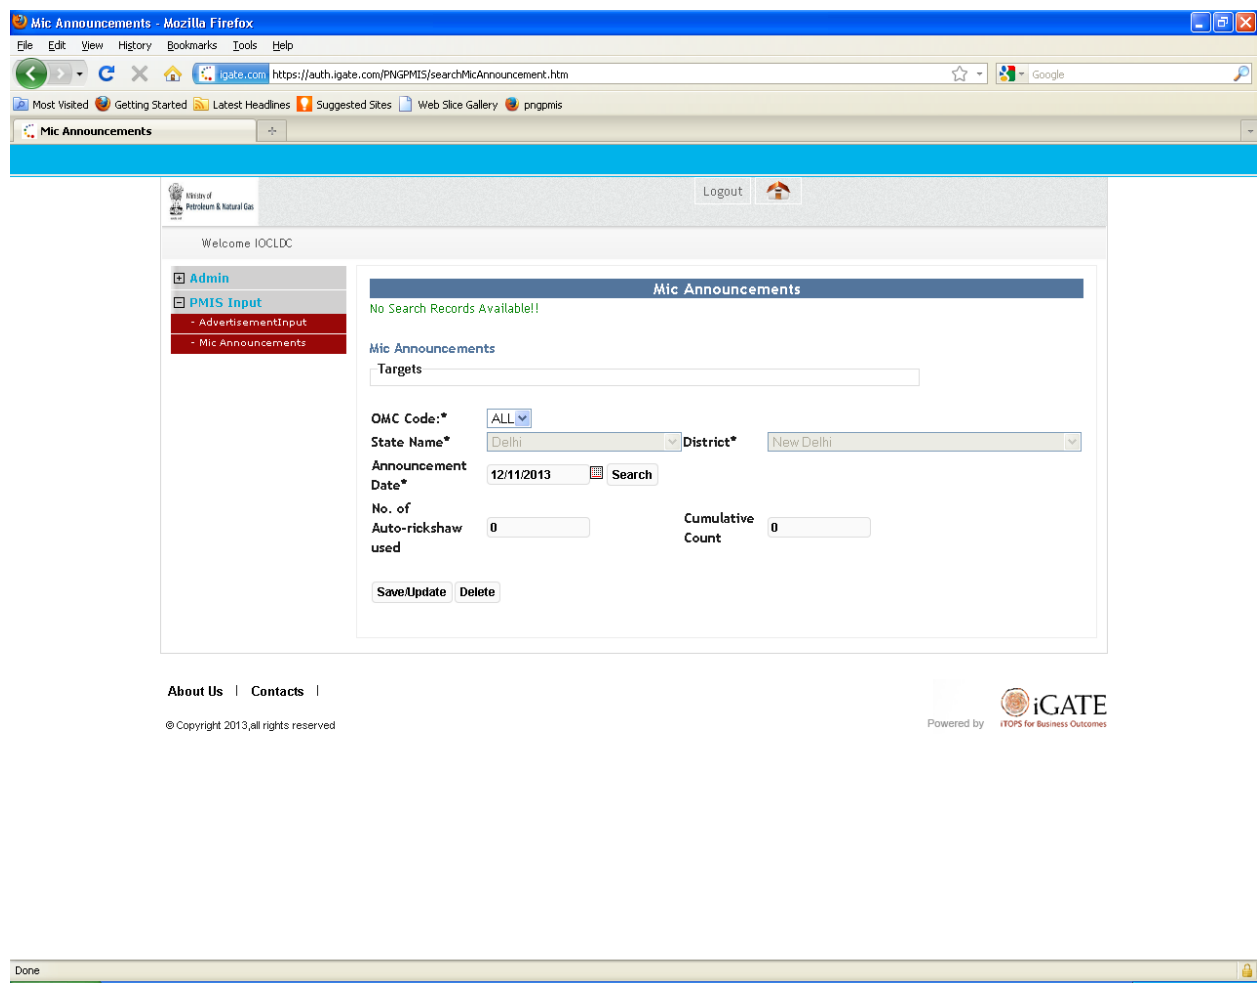 Mic Announcements - Mozilla Firefox
File Edit View History Bookmarks Tools Help
igate.com https://auth.igate.com/PNGPMIS/searchMicAnnouncement.htm Google
Most Visited Getting Started Latest Headlines Suggested Sites Web Slice Gallery pngpmis
Mic Announcements
Ministry of
Petroleum & Natural Gas
Logout
Welcome IOCLDC
Admin
PMIS Input
- AdvertisementInput
- Mic Announcements
Mic Announcements
No Search Records Available!!
Mic Announcements
Targets
OMC Code:* ALL
State Name* Delhi District* New Delhi
Announcement
Date* 12/11/2013 Search
No. of
Auto-rickshaw
used 0 Cumulative
Count 0
Save/Update Delete
About Us | Contacts |
© Copyright 2013,all rights reserved
Powered by iGATE
iTOPS for Business Outcomes
Done